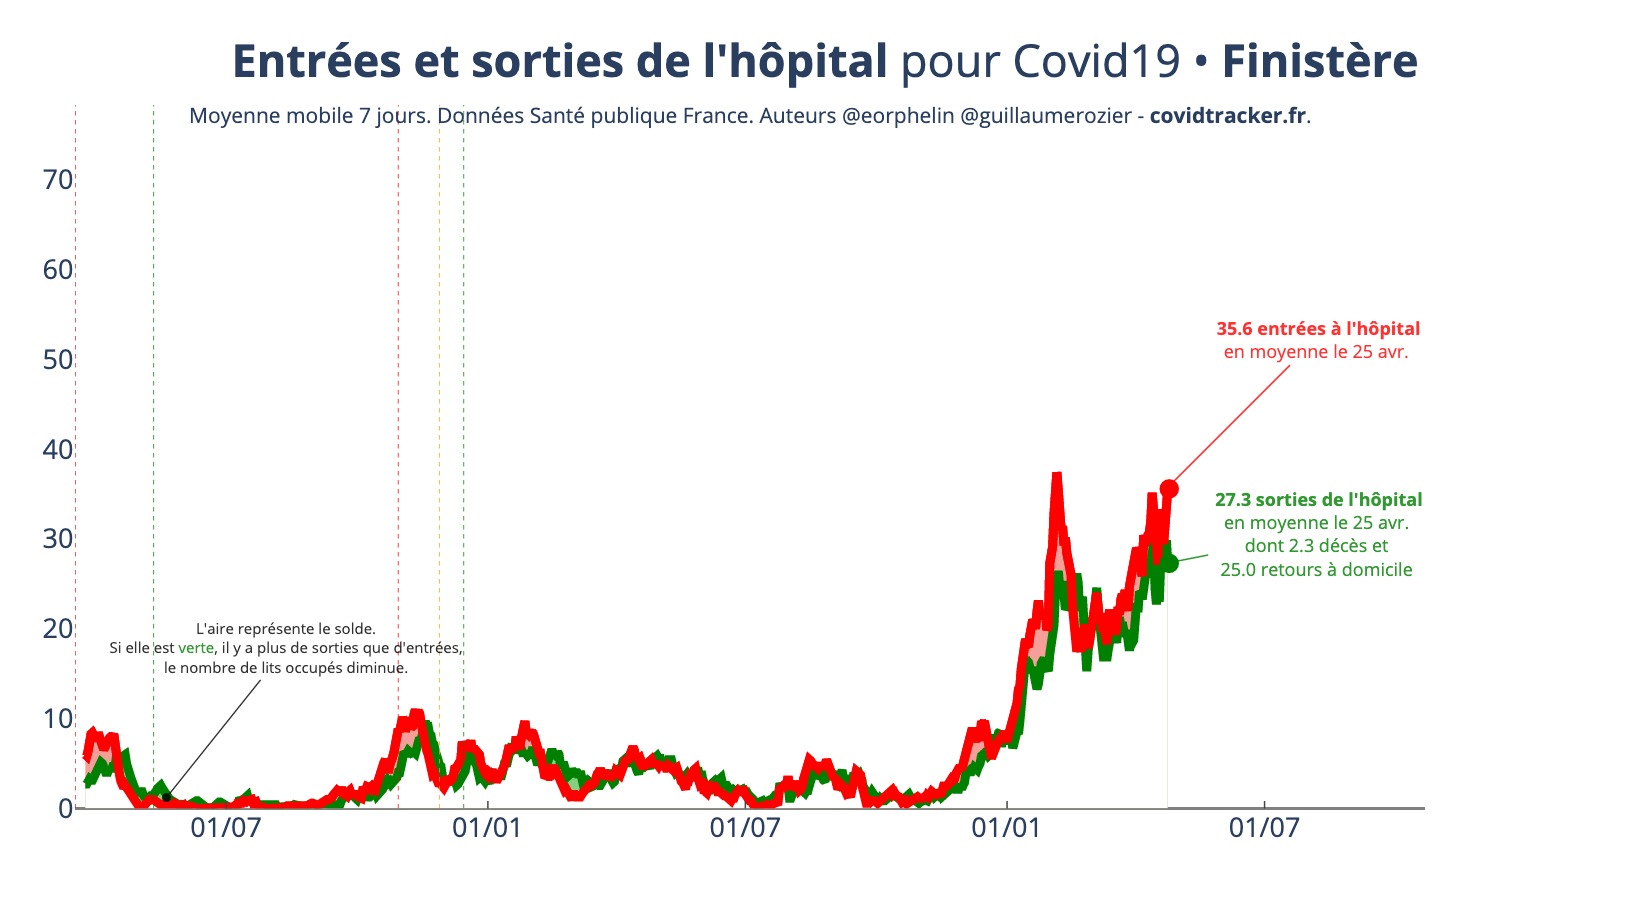 Entrées et sorties de l'hôpital pour Covid19 • Finistère
Moyenne mobile 7 jours. Données Santé publique France. Auteurs @eorphelin @guillaumerozier - covidtracker.fr.
70
60
50
40
30
20
10
0
35.6 entrées à l'hôpital
en moyenne le 25 avr.
27.3 sorties de l'hôpital
en moyenne le 25 avr.
dont 2.3 décès et
25.0 retours à domicile
L'aire représente le solde.
Si elle est verte, il y a plus de sorties que d'entrées,
le nombre de lits occupés diminue.
01/07
01/01
01/07
01/01
01/07